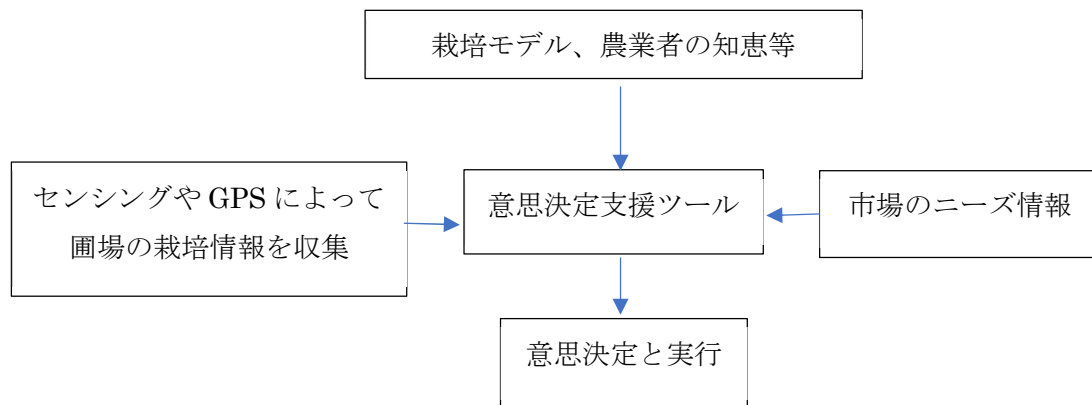 栽培モデル、農業者の知恵等
センシングや GPS によって
圃場の栽培情報を収集
意思決定支援ツール
市場のニーズ情報
意思決定と実行